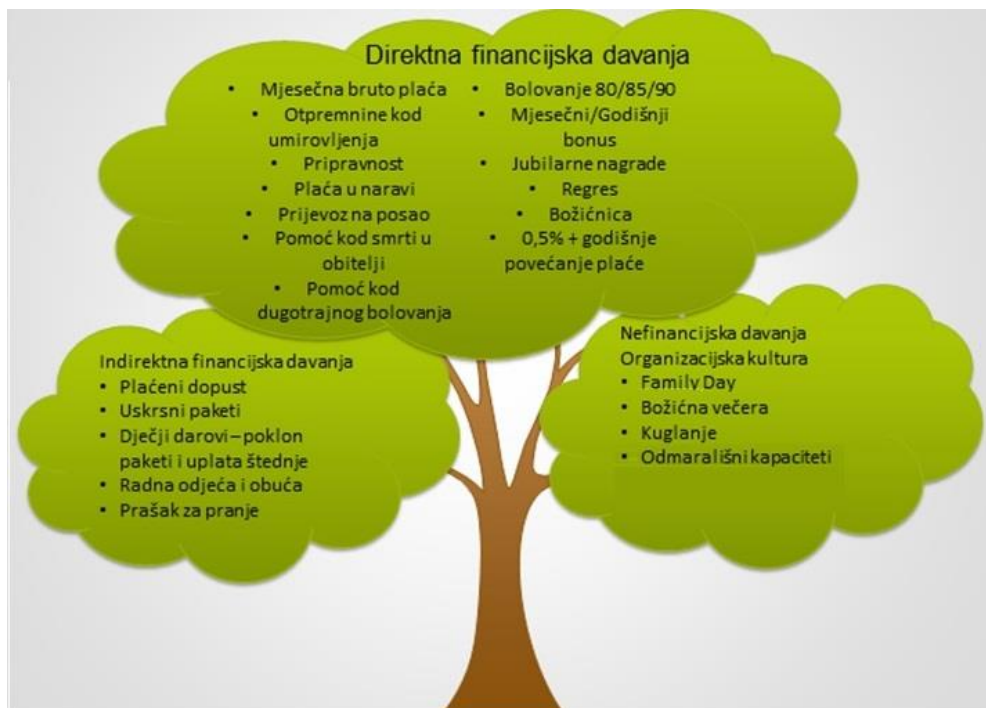 Direktna financijska davanja
• Mjesečna bruto plaća
• Otpremnine kod
umirovljenja
• Pripravnost
• Plaća u naravi
• Prijevoz na posao
• Pomoć kod smrti u
obitelji
• Pomoć kod
dugotrajnog bolovanja
• Bolovanje 80/85/90
• Mjesečni/Godišnji
bonus
• Jubilarne nagrade
• Regres
• Božićnica
• 0,5% + godišnje
povećanje plaće
Indirektna financijska davanja
• Plaćeni dopust
• Uskrsni paketi
• Dječji darovi – poklon
paketi i uplata štednje
• Radna odjeća i obuća
• Prašak za pranje
Nefinancijska davanja
Organizacijska kultura
• Family Day
• Božićna večera
• Kuglanje
• Odmarališni kapaciteti